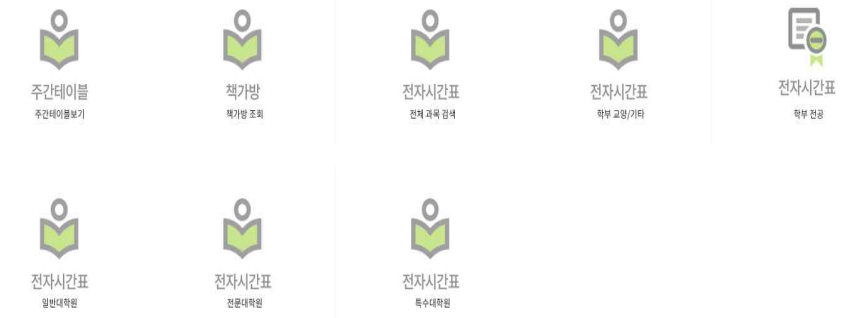 주간테이블
주간테이블보기
책가방
책가방 조회
전자시간표
전체 과목 검색
전자시간표
학부 교양/기타
전자시간표
학부 전공
전자시간표
일반대학원
전자시간표
전문대학원
전자시간표
특수대학원